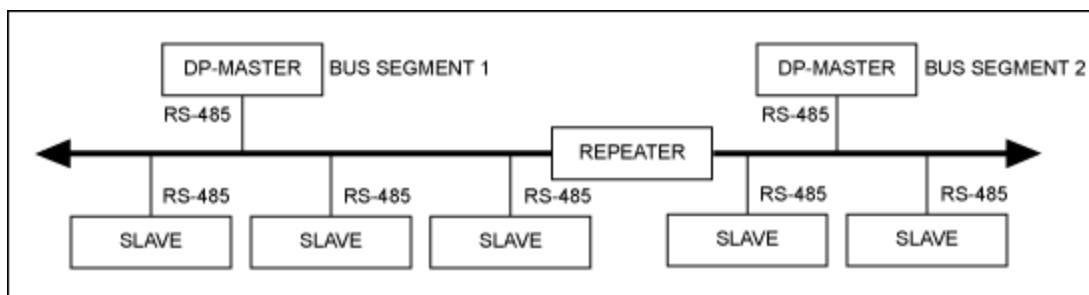 DP-MASTER BUS SEGMENT 1 DP-MASTER BUS SEGMENT 2
RS-485 RS-485
REPEATER
RS-485 RS-485 RS-485 RS-485 RS-485
SLAVE SLAVE SLAVE SLAVE SLAVE